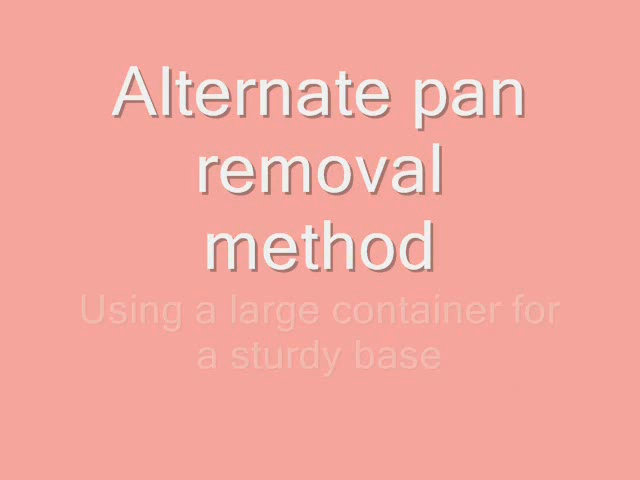 Alternate pan
removal
method
Using a large container for
a sturdy base